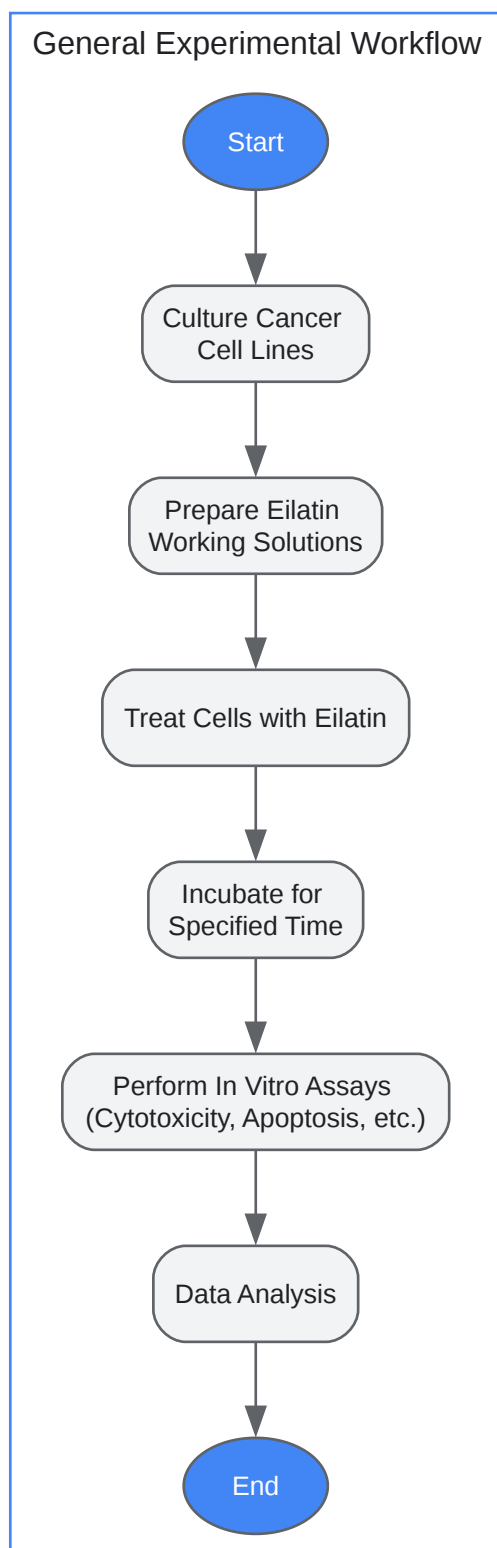 General Experimental Workflow
Start
Culture Cancer
Cell Lines
Prepare Eilatin
Working Solutions
Treat Cells with Eilatin
Incubate for
Specified Time
Perform In Vitro Assays
(Cytotoxicity, Apoptosis, etc.)
Data Analysis
End